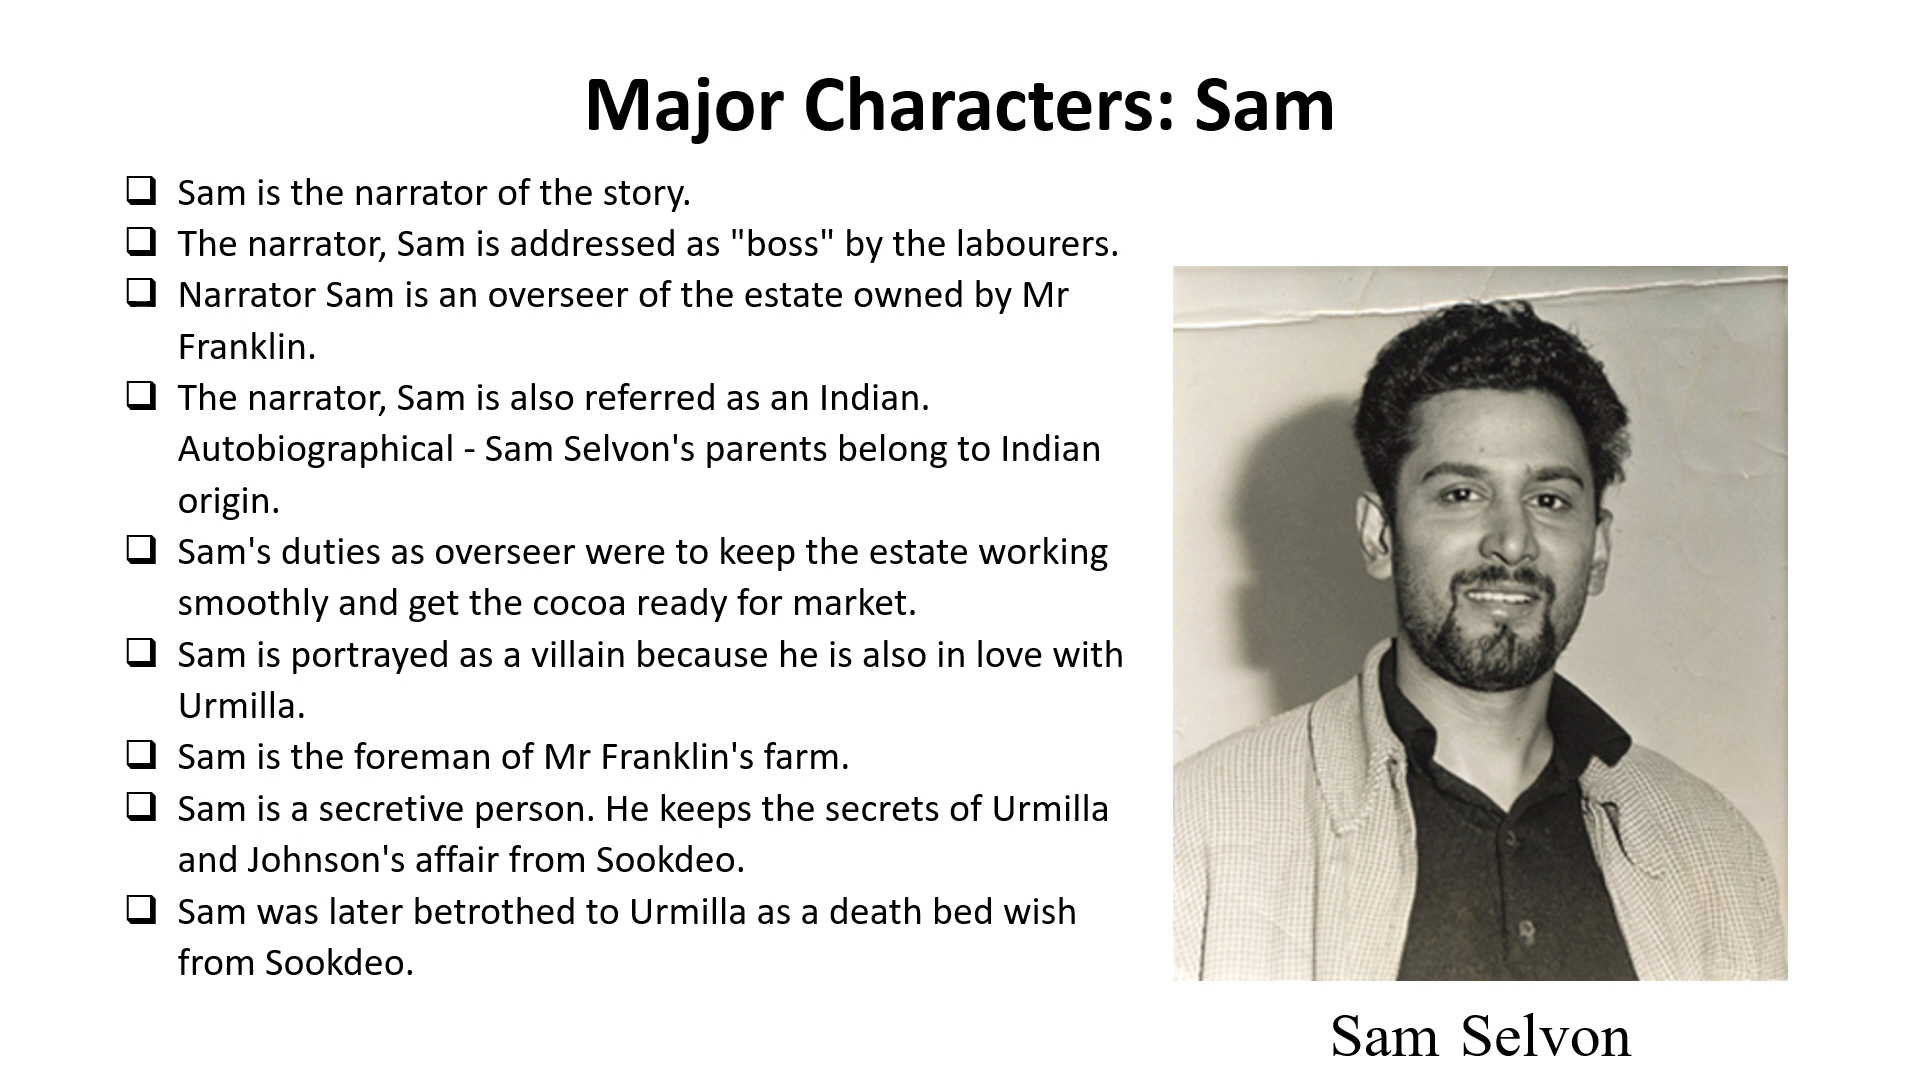 Major Characters: Sam
Sam is the narrator of the story.
The narrator, Sam is addressed as "boss" by the labourers.
Narrator Sam is an overseer of the estate owned by Mr
Franklin.
The narrator, Sam is also referred as an Indian.
Autobiographical - Sam Selvon's parents belong to Indian
origin.
Sam's duties as overseer were to keep the estate working
smoothly and get the cocoa ready for market.
Sam is portrayed as a villain because he is also in love with
Urmilla.
Sam is the foreman of Mr Franklin's farm.
Sam is a secretive person. He keeps the secrets of Urmilla
and Johnson's affair from Sookdeo.
Sam was later betrothed to Urmilla as a death bed wish
from Sookdeo.
Sam Selvon